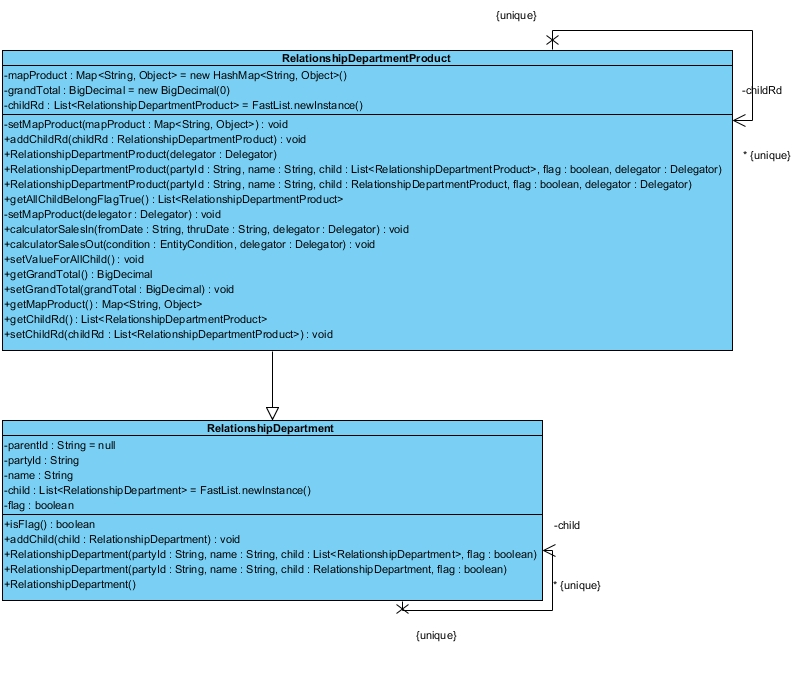 {unique}
RelationshipDepartmentProduct
-mapProduct : Map<String, Object> = new HashMap<String, Object>()
-grandTotal : BigDecimal = new BigDecimal(0)
-childRd : List<RelationshipDepartmentProduct> = FastList.newInstance()
-childRd
-setMapProduct(mapProduct : Map<String, Object>) : void
+addChildRd(childRd : RelationshipDepartmentProduct) : void
+RelationshipDepartmentProduct(delegator : Delegator)
* {unique}
+RelationshipDepartmentProduct(partyId : String, name : String, child : List<RelationshipDepartmentProduct>, flag : boolean, delegator : Delegator)
+RelationshipDepartmentProduct(partyId : String, name : String, child : RelationshipDepartmentProduct, flag : boolean, delegator : Delegator)
+getAllChildBelongFlagTrue() : List<RelationshipDepartmentProduct>
-setMapProduct(delegator : Delegator) : void
+calculatorSalesIn(fromDate : String, thruDate : String, delegator : Delegator) : void
+calculatorSalesOut(condition : EntityCondition, delegator : Delegator) : void
+setValueForAllChild() : void
+getGrandTotal() : BigDecimal
+setGrandTotal(grandTotal : BigDecimal) : void
+getMapProduct() : Map<String, Object>
+getChildRd() : List<RelationshipDepartmentProduct>
+setChildRd(childRd : List<RelationshipDepartmentProduct>) : void
RelationshipDepartment
-parentId : String = null
-partyId : String
-name : String
-child : List<RelationshipDepartment> = FastList.newInstance()
-flag : boolean
+isFlag() : boolean
-child
+addChild(child : RelationshipDepartment) : void
+RelationshipDepartment(partyId : String, name : String, child : List<RelationshipDepartment>, flag : boolean)
+RelationshipDepartment(partyId : String, name : String, child : RelationshipDepartment, flag : boolean)
+RelationshipDepartment()
* {unique}
{unique}